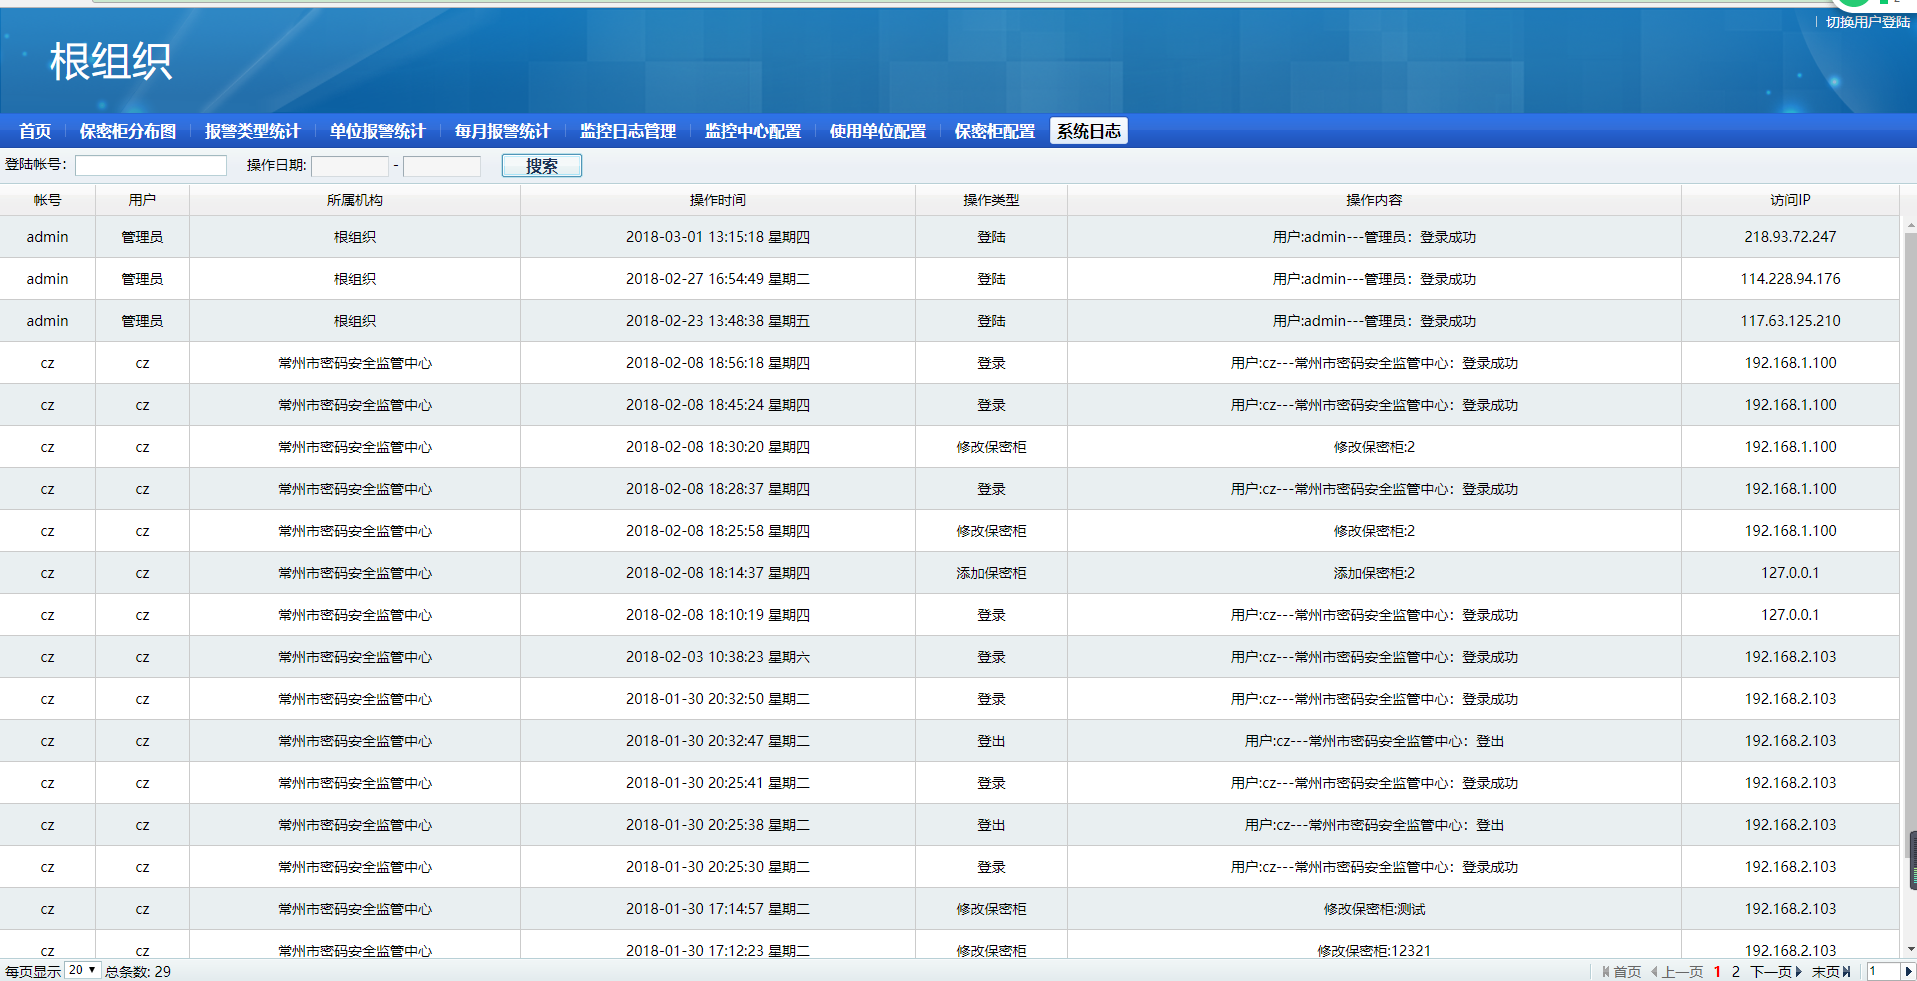 切换用户登陆
根组织
首页 保密柜分布图 报警类型统计 单位报警统计 每月报警统计 监控日志管理 监控中心配置 使用单位配置 保密柜配置 系统日志
登陆帐号: 操作日期: - 搜索
帐号 用户 所属机构 操作时间 操作类型 操作内容 访问IP
admin 管理员 根组织 2018-03-01 13:15:18 星期四 登陆 用户:admin---管理员：登录成功 218.93.72.247
admin 管理员 根组织 2018-02-27 16:54:49 星期二 登陆 用户:admin---管理员：登录成功 114.228.94.176
admin 管理员 根组织 2018-02-23 13:48:38 星期五 登陆 用户:admin---管理员：登录成功 117.63.125.210
cz cz 常州市密码安全监管中心 2018-02-08 18:56:18 星期四 登录 用户:cz---常州市密码安全监管中心：登录成功 192.168.1.100
cz cz 常州市密码安全监管中心 2018-02-08 18:45:24 星期四 登录 用户:cz---常州市密码安全监管中心：登录成功 192.168.1.100
cz cz 常州市密码安全监管中心 2018-02-08 18:30:20 星期四 修改保密柜 修改保密柜:2 192.168.1.100
cz cz 常州市密码安全监管中心 2018-02-08 18:28:37 星期四 登录 用户:cz---常州市密码安全监管中心：登录成功 192.168.1.100
cz cz 常州市密码安全监管中心 2018-02-08 18:25:58 星期四 修改保密柜 修改保密柜:2 192.168.1.100
cz cz 常州市密码安全监管中心 2018-02-08 18:14:37 星期四 添加保密柜 添加保密柜:2 127.0.0.1
cz cz 常州市密码安全监管中心 2018-02-08 18:10:19 星期四 登录 用户:cz---常州市密码安全监管中心：登录成功 127.0.0.1
cz cz 常州市密码安全监管中心 2018-02-03 10:38:23 星期六 登录 用户:cz---常州市密码安全监管中心：登录成功 192.168.2.103
cz cz 常州市密码安全监管中心 2018-01-30 20:32:50 星期二 登录 用户:cz---常州市密码安全监管中心：登录成功 192.168.2.103
cz cz 常州市密码安全监管中心 2018-01-30 20:32:47 星期二 登出 用户:cz---常州市密码安全监管中心：登出 192.168.2.103
cz cz 常州市密码安全监管中心 2018-01-30 20:25:41 星期二 登录 用户:cz---常州市密码安全监管中心：登录成功 192.168.2.103
cz cz 常州市密码安全监管中心 2018-01-30 20:25:38 星期二 登出 用户:cz---常州市密码安全监管中心：登出 192.168.2.103
cz cz 常州市密码安全监管中心 2018-01-30 20:25:30 星期二 登录 用户:cz---常州市密码安全监管中心：登录成功 192.168.2.103
cz cz 常州市密码安全监管中心 2018-01-30 17:14:57 星期二 修改保密柜 修改保密柜:测试 192.168.2.103
cz cz 常州市密码安全监管中心 2018-01-30 17:12:23 星期二 修改保密柜 修改保密柜:12321 192.168.2.103
每页显示 20 总条数: 29 首页 上一页 1 2 下一页 末页 1